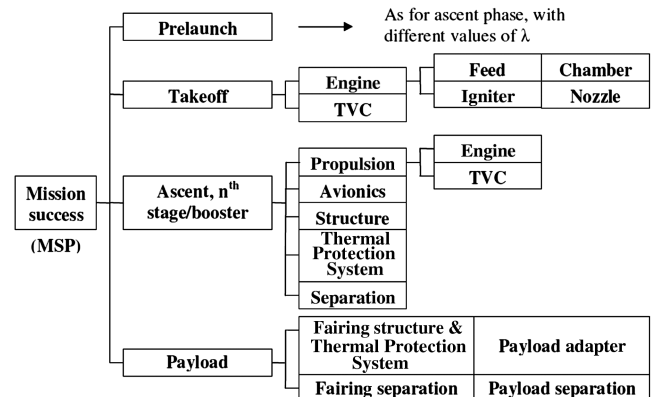 Prelaunch
As for ascent phase, with
different values of λ
Takeoff
Engine
TVC
Feed
Chamber
Igniter
Nozzle
Mission
success
(MSP)
Ascent, nth
stage/booster
Propulsion
Avionics
Structure
Thermal
Protection
System
Separation
Engine
TVC
Payload
Fairing structure &
Thermal Protection
System
Payload adapter
Fairing separation
Payload separation